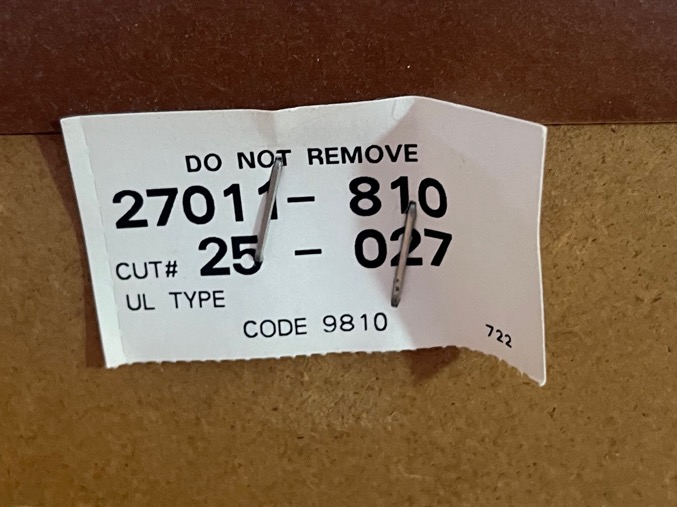 DO NOT REMOVE
27011- 810
CUT# 25 - 027
UL TYPE
CODE 9810
722